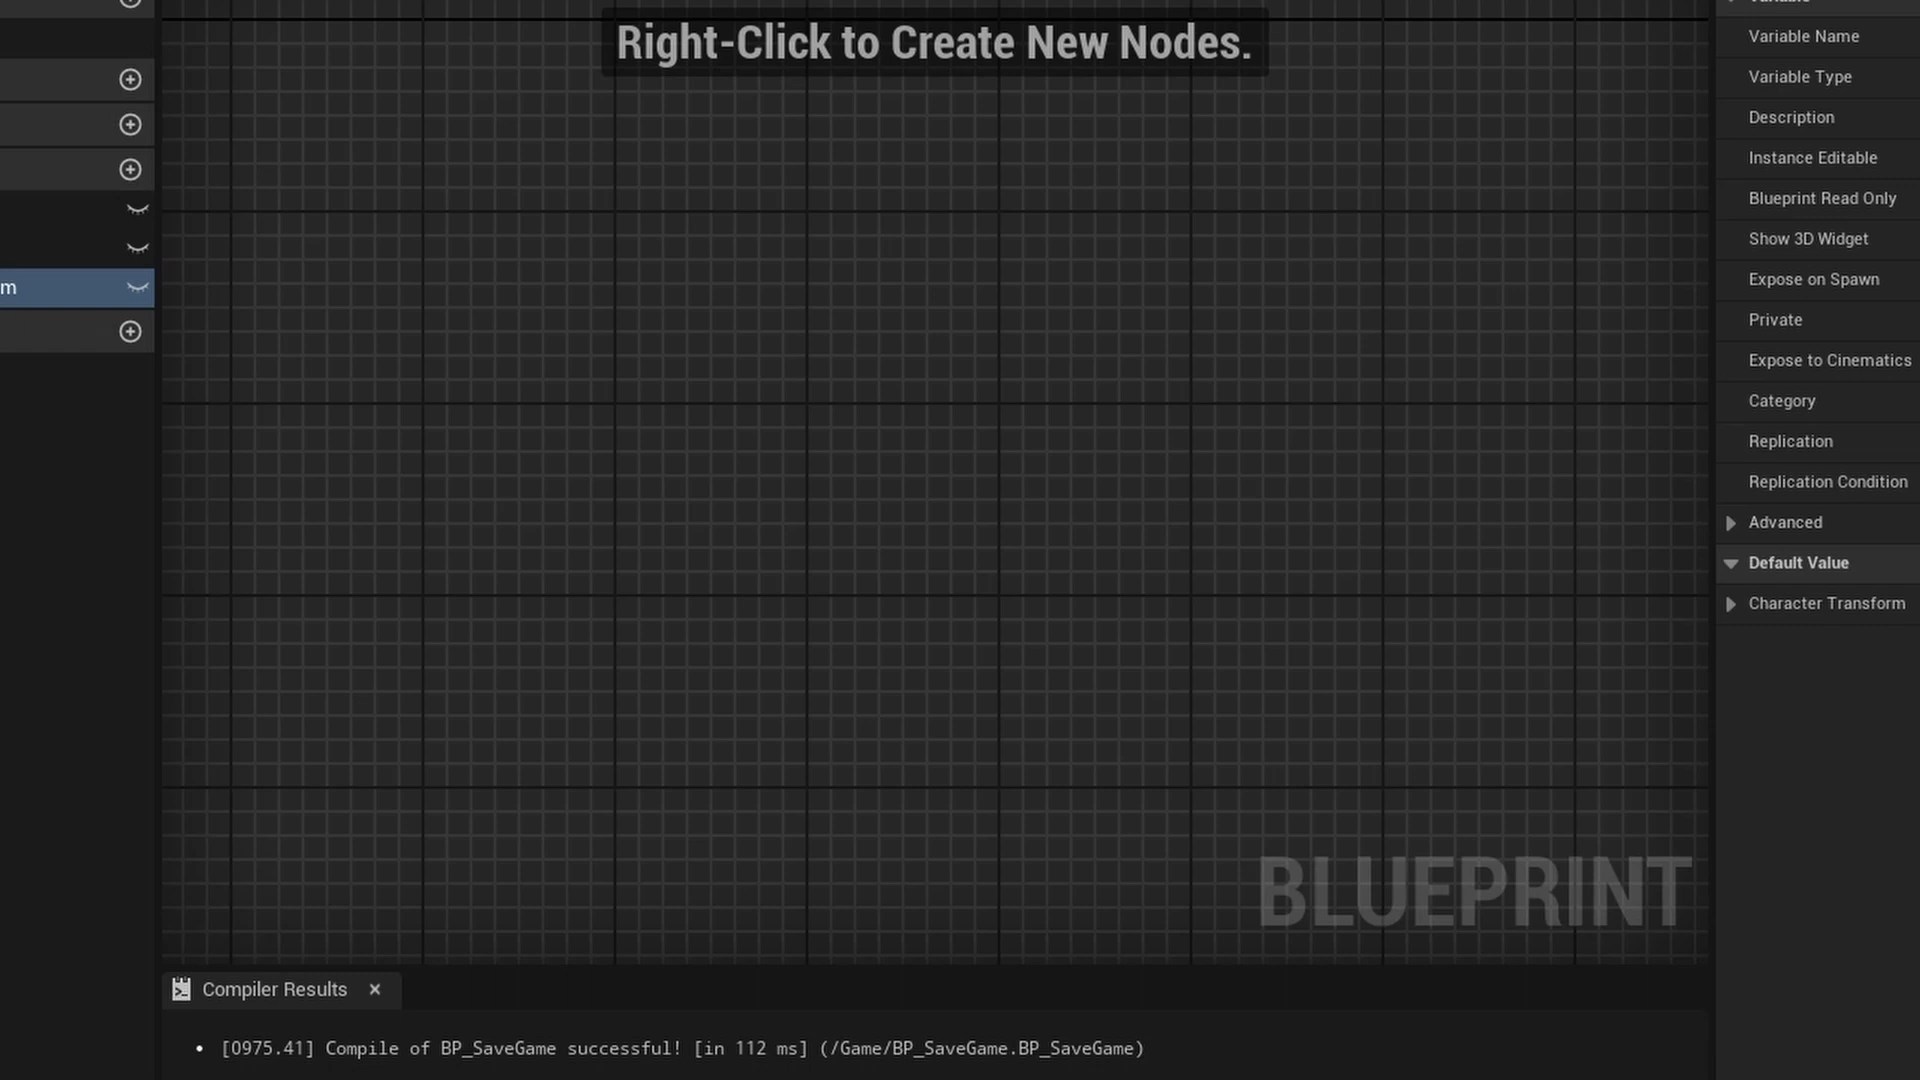 Right-Click to Create New Nodes.
m
Variable Name
Variable Type
Description
Instance Editable
Blueprint Read Only
Show 3D Widget
Expose on Spawn
Private
Expose to Cinematics
Category
Replication
Replication Condition
Advanced
Default Value
Character Transform
BLUEPRINT
Compiler Results
[0975.41] Compile of BP_SaveGame successful! [in 112 ms] (/Game/BP_SaveGame.BP_SaveGame)